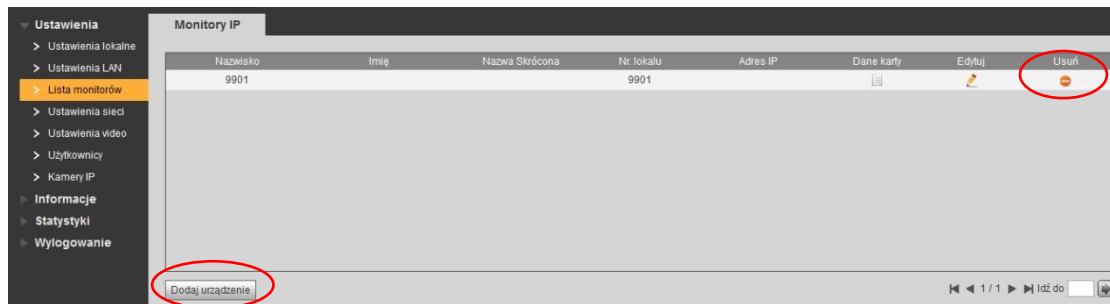 Ustawienia
Ustawienia lokalne
Ustawienia LAN
Lista monitorów
Ustawienia sieci
Ustawienia video
Użytkownicy
Kamery IP
Informacje
Statystyki
Wylogowanie
Monitory IP
Nazwisko Imię Nazwa Skrócona Nr. lokalu Adres IP Dane karty Edytuj Usuń
9901 9901
Dodaj urządzenie 1 / 1 Idź do